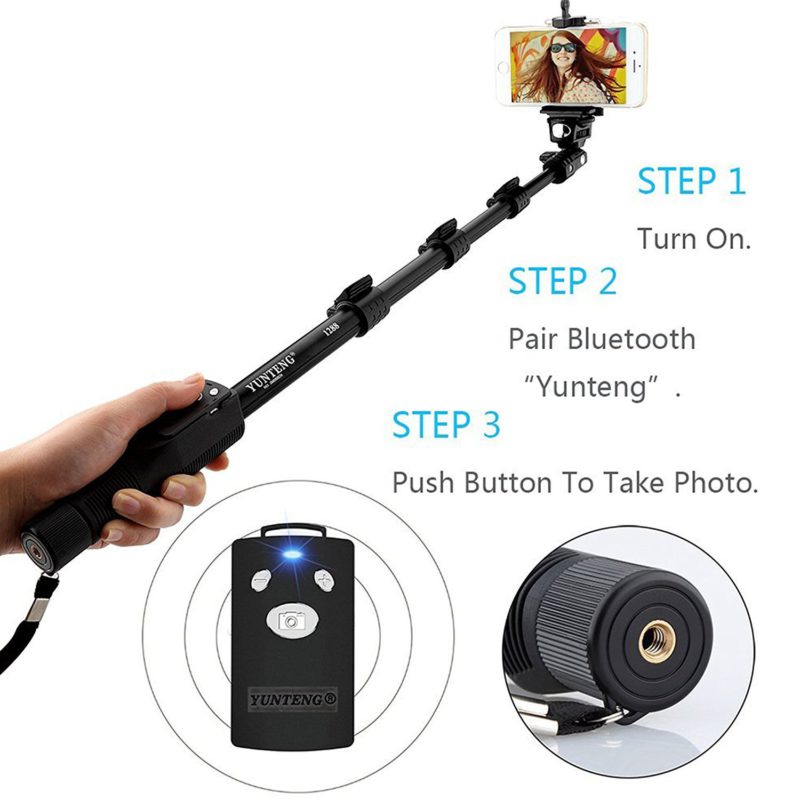 STEP 1
Turn On.
STEP 2
Pair Bluetooth
“Yunteng”.
STEP 3
Push Button To Take Photo.
YUNTENG®
1288
YUNTENG®